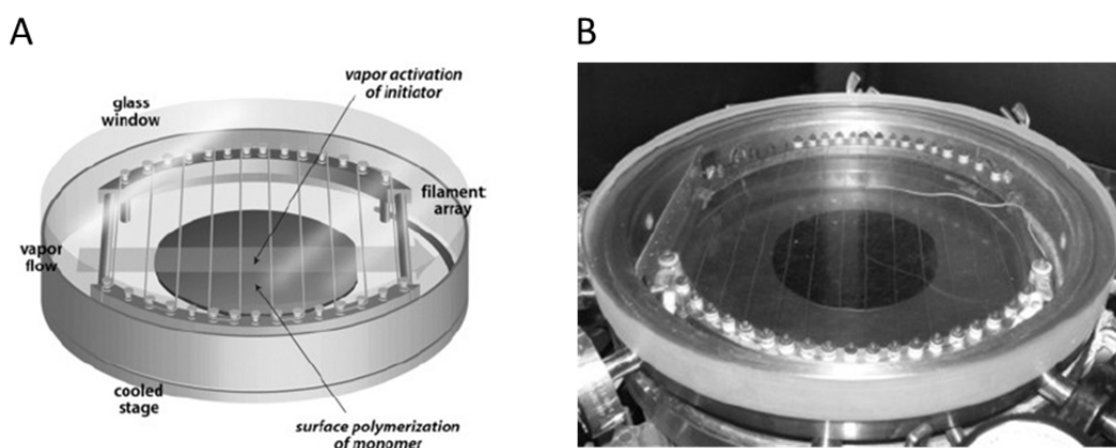 A
B
vapor activation
of initiator
glass
window
filament
array
vapor
flow
cooled
stage
surface polymerization
of monomer